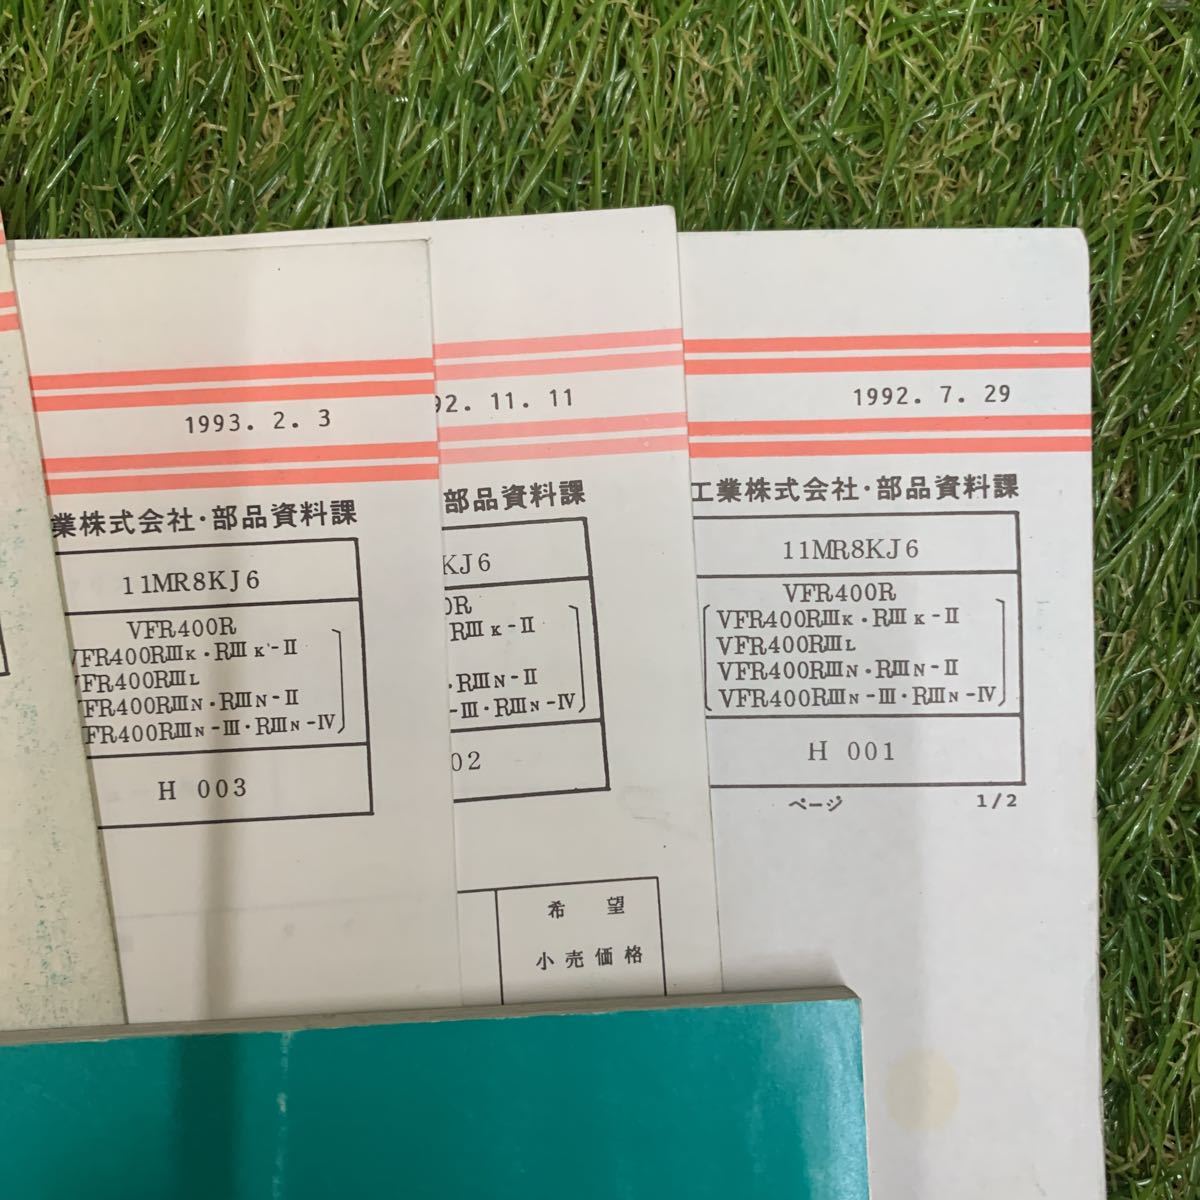 1993. 2. 3
業株式会社・部品資料課
11MR8KJ6
VFR400R
VFR400RⅢK・RⅢK-Ⅱ
VFR400RⅢL
VFR400RⅢN・RⅢN-Ⅱ
VFR400RⅢN-Ⅲ・RⅢN-Ⅳ
H 003
92. 11. 11
部品資料課
KJ6
0R
RⅢK-Ⅱ
・RⅢN-Ⅱ
-Ⅲ・RⅢN-Ⅳ
02
希 望
小売価格
1992. 7. 29
工業株式会社・部品資料課
11MR8KJ6
VFR400R
VFR400RⅢK・RⅢK-Ⅱ
VFR400RⅢL
VFR400RⅢN・RⅢN-Ⅱ
VFR400RⅢN-Ⅲ・RⅢN-Ⅳ
H 001
ページ 1/2